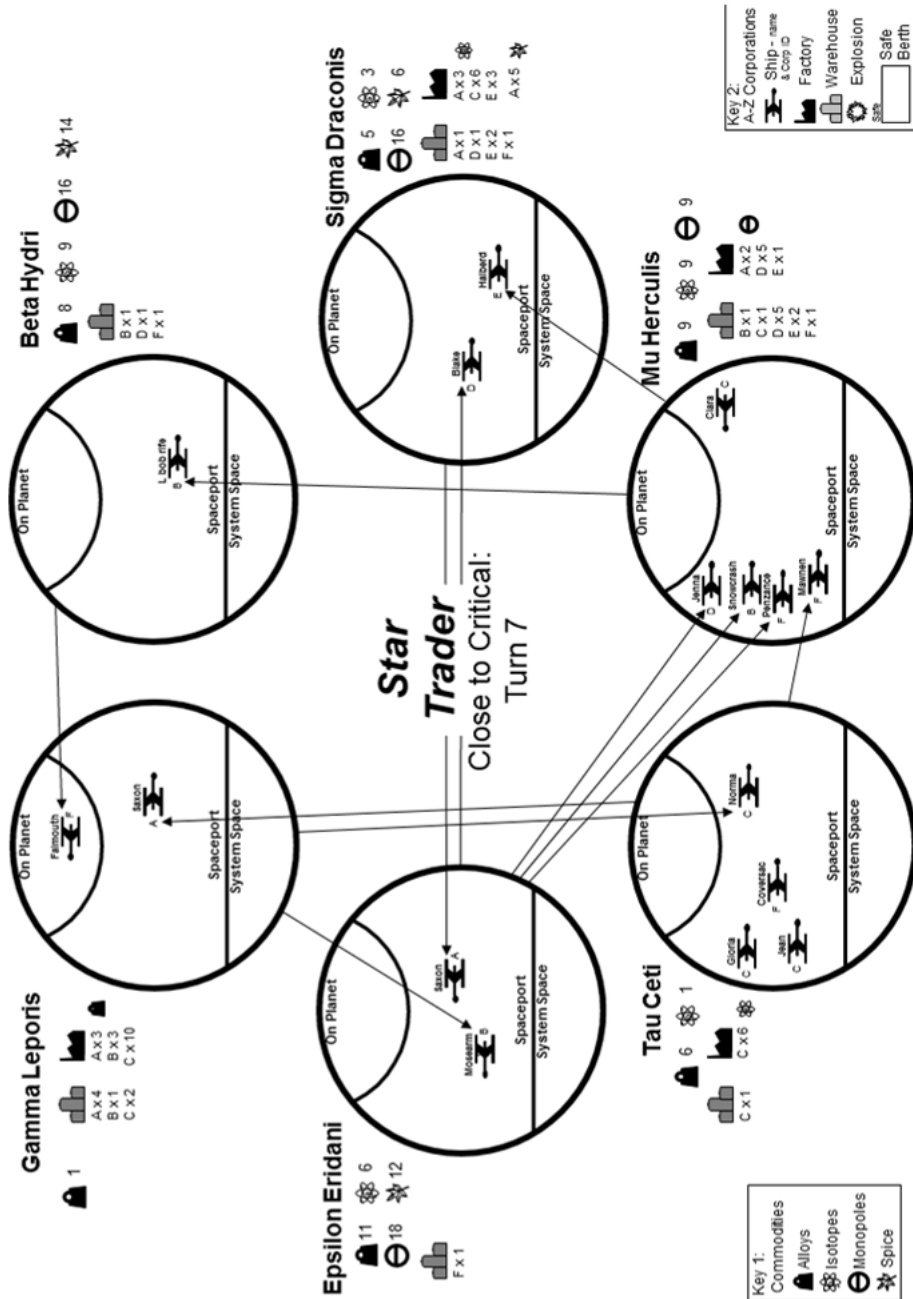 Key 1:
Commodities
Alloys
Isotopes
Monopoles
Spice
Epsilon Eridani
11 6
18 12
F x 1
On Planet
Saxon
A
Mosearm
B
Spaceport
System Space
Gamma Leporis
1
A x 4 A x 3
B x 1 B x 3
C x 2 C x 10
On Planet
Falmouth
F
Saxon
A
Spaceport
System Space
Tau Ceti
6 1
C x 1 C x 6
On Planet
Gloria
C
Coversac
F
Norma
C
Jean
C
Spaceport
System Space
Star
Trader
Close to Critical:
Turn 7
Beta Hydri
8 9 16 14
B x 1
D x 1
F x 1
On Planet
L bob rife
B
Spaceport
System Space
Mu Herculis
9 9 9
B x 1 A x 2
C x 1 D x 5
D x 5 E x 1
E x 2
F x 1
On Planet
Jenna
D
Snowcrash
B
Penzance
F
Mawnen
F
Clara
C
Spaceport
System Space
Sigma Draconis
5 3
16 6
A x 1 A x 3
D x 1 C x 6
E x 2 E x 3
F x 1
A x 5
On Planet
Blake
D
Halberd
E
Spaceport
System Space
Key 2:
A-Z Corporations
Ship - name
& Corp ID
Factory
Warehouse
Explosion
Safe
Safe
Berth